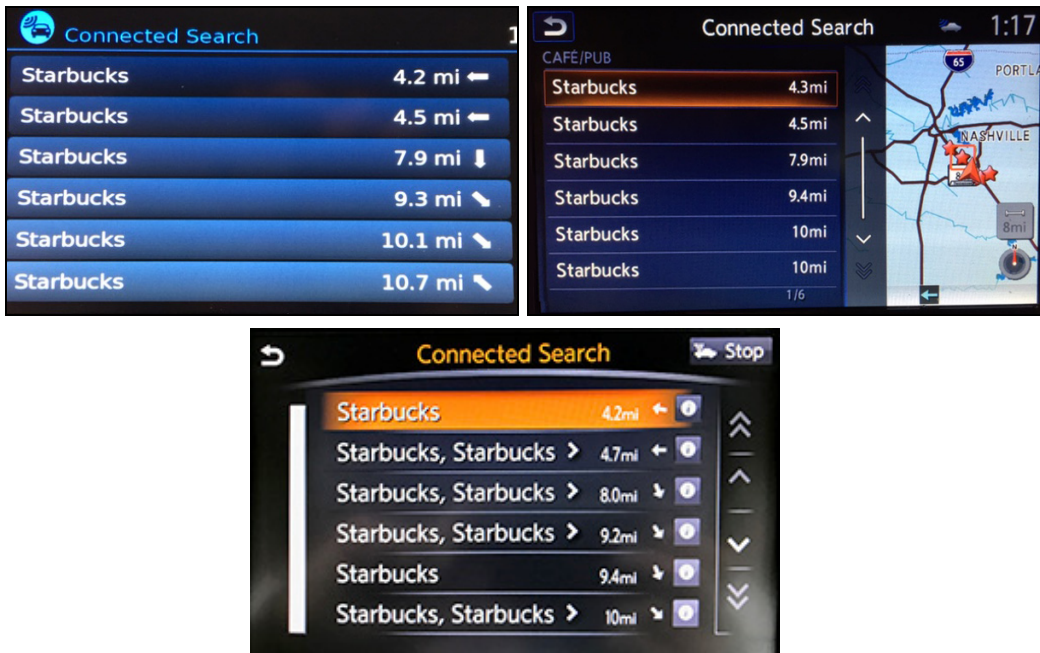 Connected Search
Starbucks 4.2 mi
Starbucks 4.5 mi
Starbucks 7.9 mi
Starbucks 9.3 mi
Starbucks 10.1 mi
Starbucks 10.7 mi
Connected Search 1:17
CAFÉ/PUB
Starbucks 4.3mi
Starbucks 4.5mi
Starbucks 7.9mi
Starbucks 9.4mi
Starbucks 10mi
Starbucks 10mi
1/6
65
PORTLA
NASHVILLE
8
8mi
N
Connected Search Stop
Starbucks 4.2mi i
Starbucks, Starbucks > 4.7mi i
Starbucks, Starbucks > 8.0mi i
Starbucks, Starbucks > 9.2mi i
Starbucks 9.4mi i
Starbucks, Starbucks > 10mi i